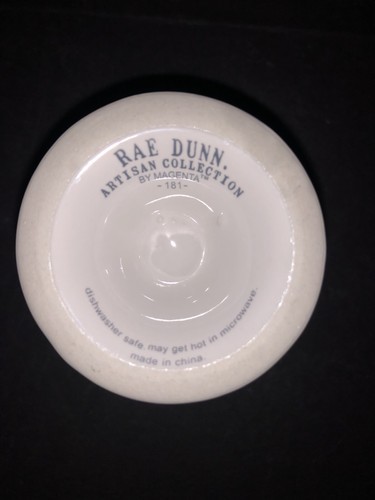 RAE DUNN.
ARTISAN COLLECTION
BY MAGENTA™
-181-
dishwasher safe. may get hot in microwave.
made in china.